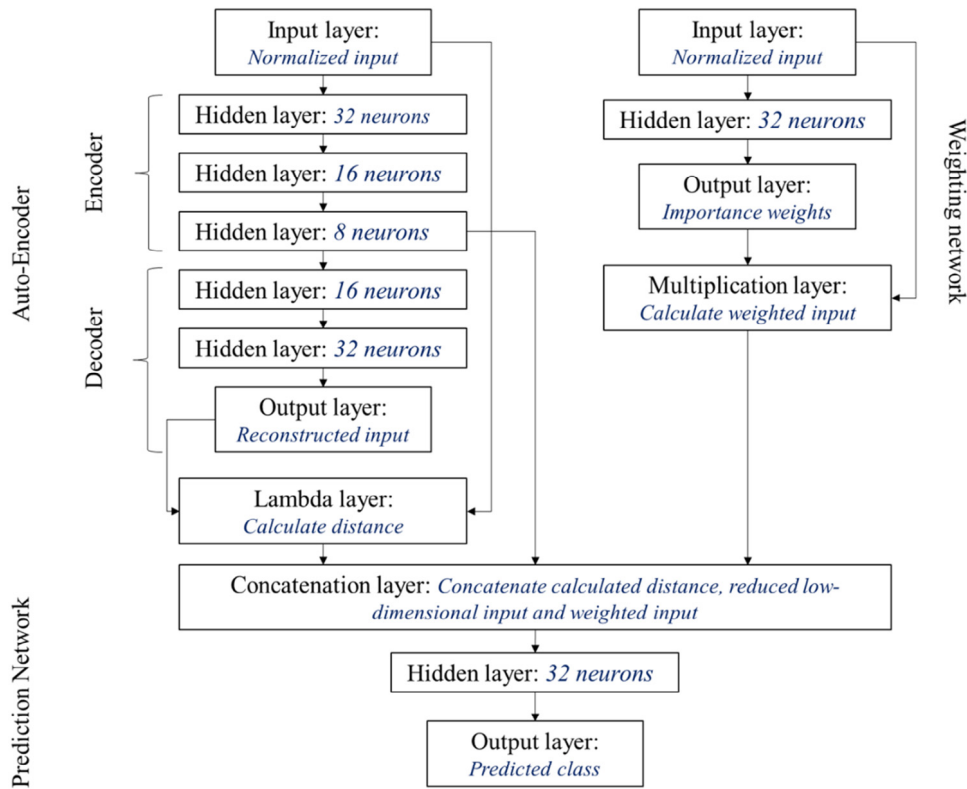 Input layer:
Normalized input
Hidden layer: 32 neurons
Hidden layer: 16 neurons
Hidden layer: 8 neurons
Hidden layer: 16 neurons
Hidden layer: 32 neurons
Output layer:
Reconstructed input
Lambda layer:
Calculate distance
Encoder
Decoder
Auto-Encoder
Input layer:
Normalized input
Hidden layer: 32 neurons
Output layer:
Importance weights
Multiplication layer:
Calculate weighted input
Weighting network
Concatenation layer: Concatenate calculated distance, reduced low-
dimensional input and weighted input
Hidden layer: 32 neurons
Output layer:
Predicted class
Prediction Network